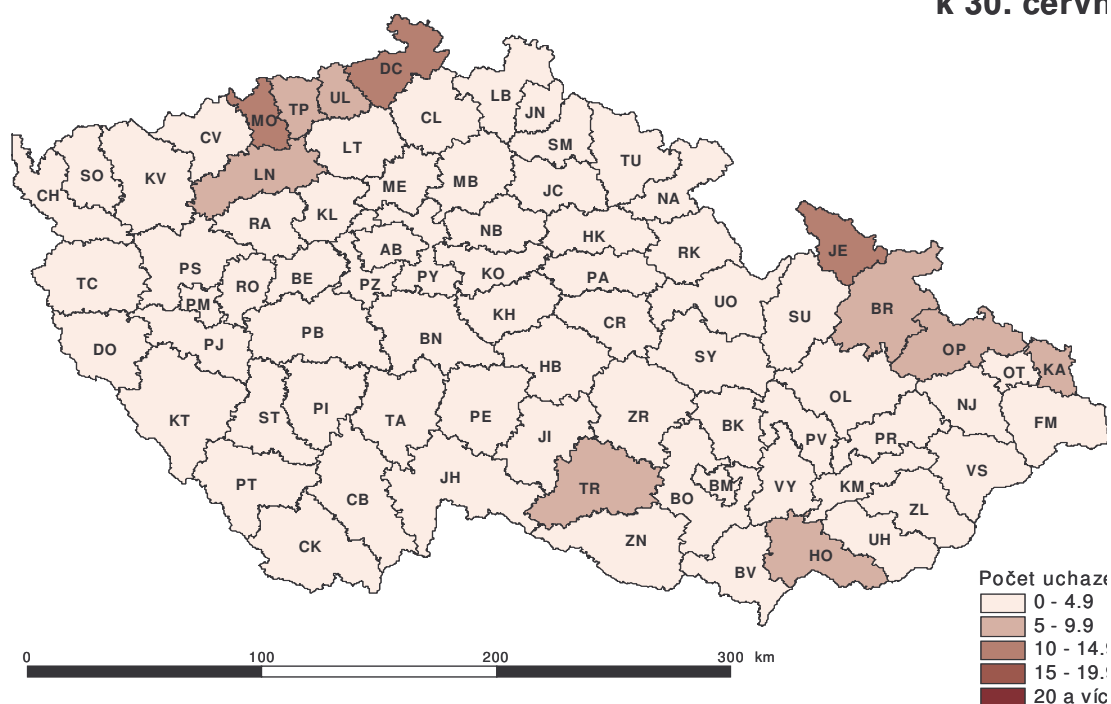 k 30. červn
DC
LB
JN
UL
TP
MO
CL
CV
SM
LT
TU
SO
KV
LN
CH
ME
MB
JC
NA
RA
KL
NB
HK
RK
JE
AB
PS
RO
BE
PZ
PY
KO
PA
TC
PM
UO
BR
KH
SU
CR
PB
BN
PJ
DO
SY
OP
OT
KA
HB
OL
NJ
KT
ST
PI
TA
PE
ZR
FM
BK
JI
PV
PR
VS
PT
JH
TR
BO
BM
VY
KM
CB
ZL
CK
ZN
UH
HO
BV
Počet uchaze
0 - 4.9
5 - 9.9
10 - 14.9
15 - 19.9
20 a víc
0 100 200 300 km